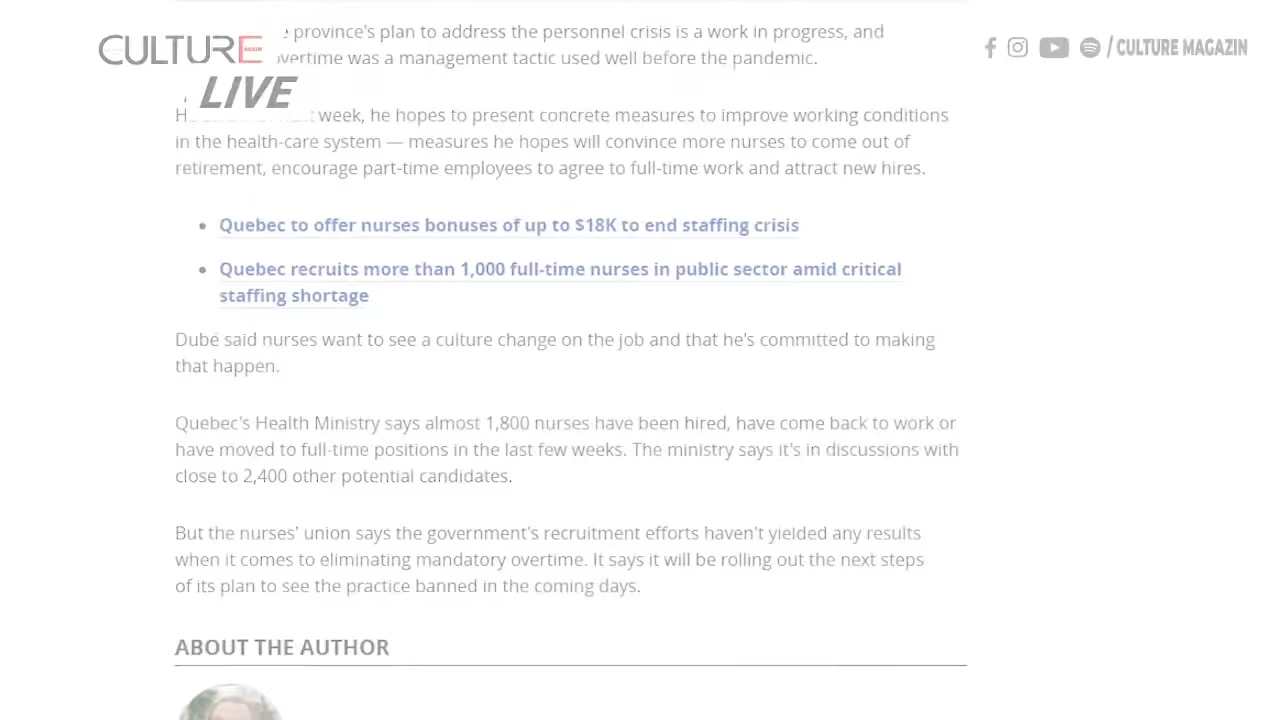 province's plan to address the personnel crisis is a work in progress, and
overtime was a management tactic used well before the pandemic.
CULTURE
LIVE
/ CULTURE MAGAZIN
week, he hopes to present concrete measures to improve working conditions
in the health-care system — measures he hopes will convince more nurses to come out of
retirement, encourage part-time employees to agree to full-time work and attract new hires.
• Quebec to offer nurses bonuses of up to $18K to end staffing crisis
• Quebec recruits more than 1,000 full-time nurses in public sector amid critical
staffing shortage
Dubé said nurses want to see a culture change on the job and that he's committed to making
that happen.
Quebec's Health Ministry says almost 1,800 nurses have been hired, have come back to work or
have moved to full-time positions in the last few weeks. The ministry says it's in discussions with
close to 2,400 other potential candidates.
But the nurses' union says the government's recruitment efforts haven't yielded any results
when it comes to eliminating mandatory overtime. It says it will be rolling out the next steps
of its plan to see the practice banned in the coming days.
ABOUT THE AUTHOR